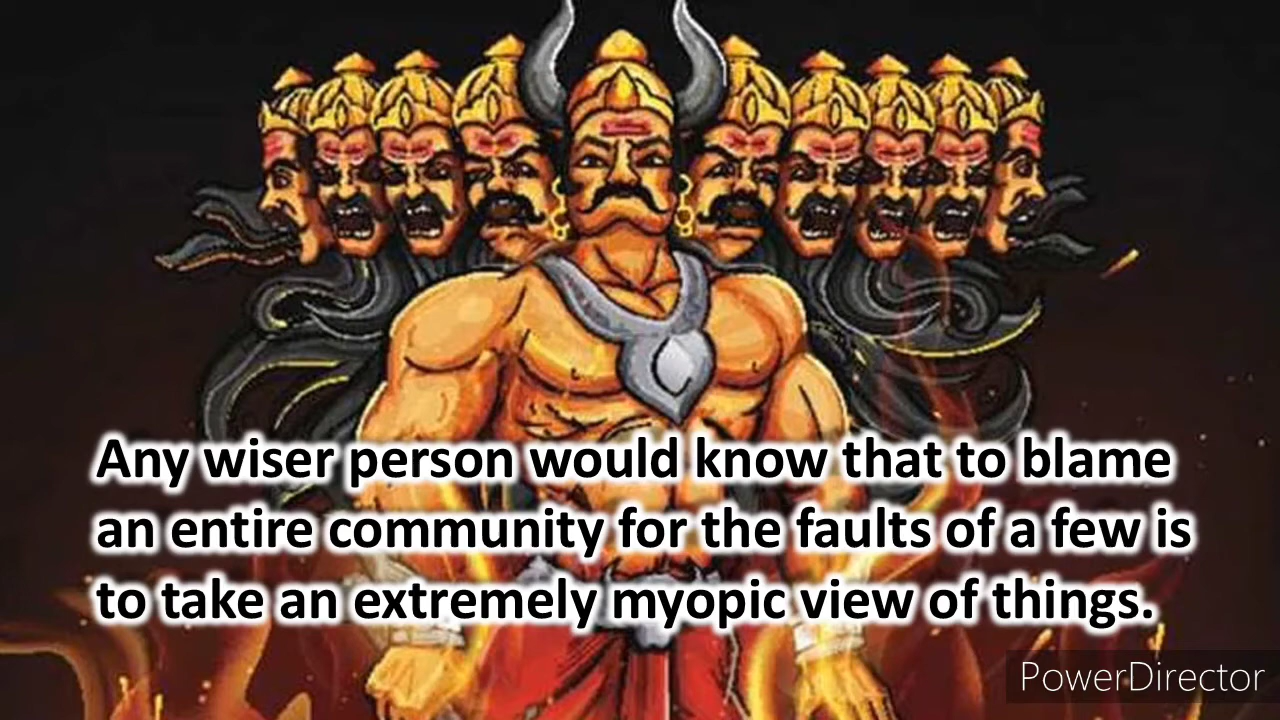 Any wiser person would know that to blame
an entire community for the faults of a few is
to take an extremely myopic view of things.
PowerDirector